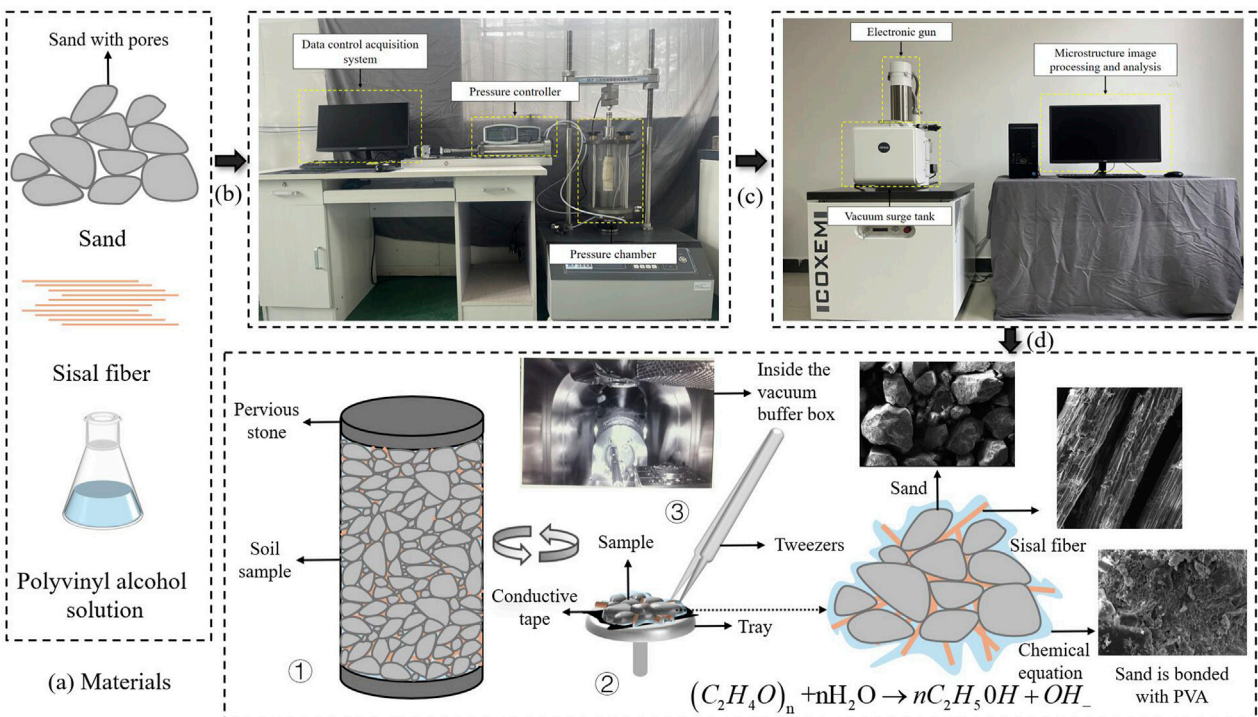 Sand with pores
Sand
Sisal fiber
Polyvinyl alcohol
solution
(a) Materials
(b)
Data control acquisition
system
Pressure controller
Pressure chamber
(c)
Electronic gun
Microstructure image
processing and analysis
Vacuum surge tank
ICOXEM
(d)
Pervious
stone
Soil
sample
①
Inside the
vacuum
buffer box
③
Sample
Tweezers
Conductive
tape
Tray
②
Sand
Sisal fiber
Chemical
equation
Sand is bonded
with PVA
(C₂H₄O)ₙ+nH₂O→nC₂H₅0H+OH₋